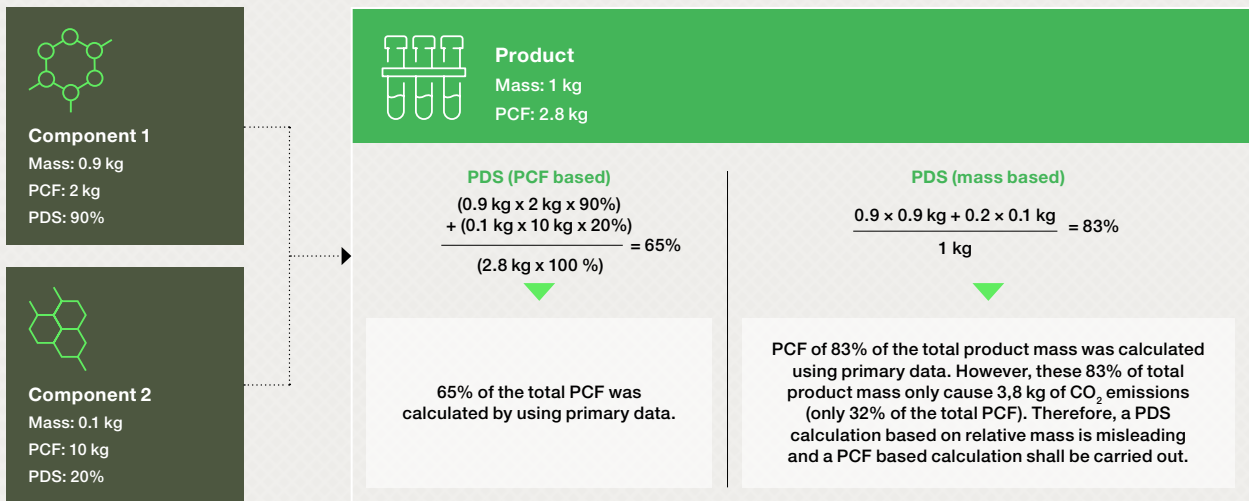 Component 1
Mass: 0.9 kg
PCF: 2 kg
PDS: 90%
Component 2
Mass: 0.1 kg
PCF: 10 kg
PDS: 20%
Product
Mass: 1 kg
PCF: 2.8 kg
PDS (PCF based)
(0.9 kg x 2 kg x 90%)
+ (0.1 kg x 10 kg x 20%)
= 65%
(2.8 kg x 100 %)
65% of the total PCF was
calculated by using primary data.
PDS (mass based)
0.9 × 0.9 kg + 0.2 × 0.1 kg
= 83%
1 kg
PCF of 83% of the total product mass was calculated
using primary data. However, these 83% of total
product mass only cause 3,8 kg of CO₂ emissions
(only 32% of the total PCF). Therefore, a PDS
calculation based on relative mass is misleading
and a PCF based calculation shall be carried out.